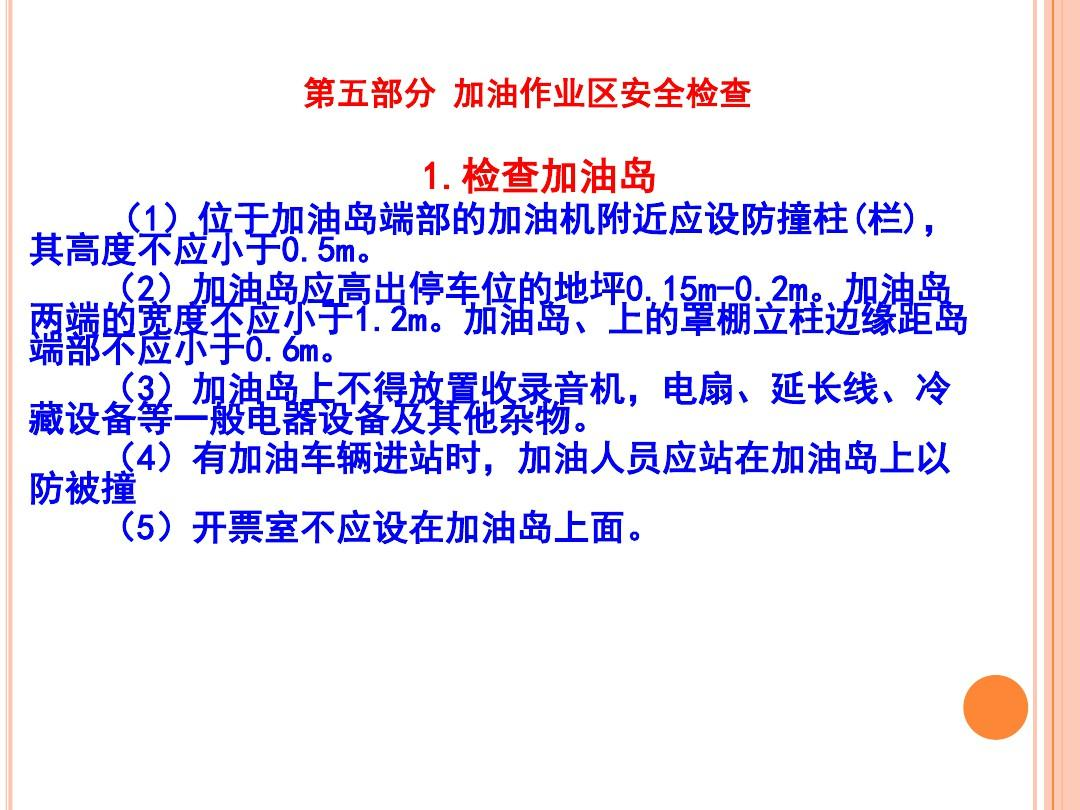 第五部分 加油作业区安全检查
1.检查加油岛
（1）位于加油岛端部的加油机附近应设防撞柱(栏)，
其高度不应小于0.5m。
（2）加油岛应高出停车位的地坪0.15m-0.2m。加油岛
两端的宽度不应小于1.2m。加油岛、上的罩棚立柱边缘距岛
端部不应小于0.6m。
（3）加油岛上不得放置收录音机，电扇、延长线、冷
藏设备等一般电器设备及其他杂物。
（4）有加油车辆进站时，加油人员应站在加油岛上以
防被撞
（5）开票室不应设在加油岛上面。